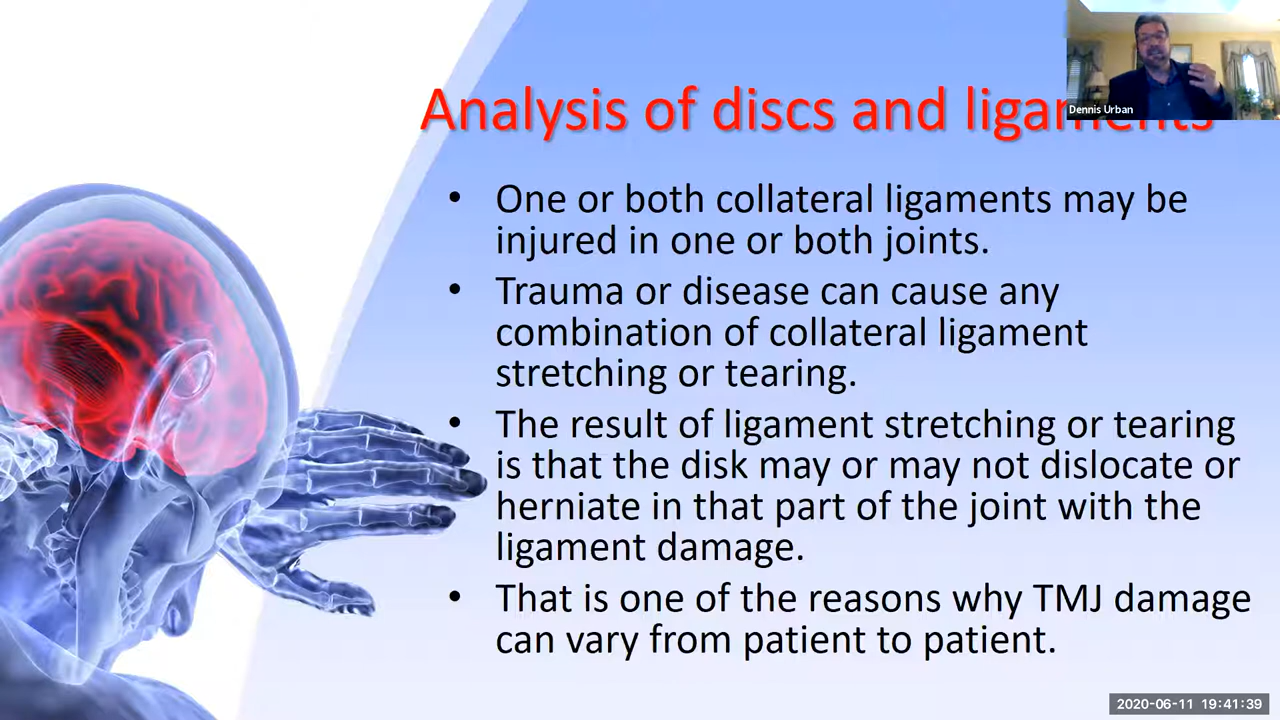 Analysis of discs and ligaments
Dennis Urban
• One or both collateral ligaments may be
injured in one or both joints.
• Trauma or disease can cause any
combination of collateral ligament
stretching or tearing.
• The result of ligament stretching or tearing
is that the disk may or may not dislocate or
herniate in that part of the joint with the
ligament damage.
• That is one of the reasons why TMJ damage
can vary from patient to patient.
2020-06-11 19:41:39